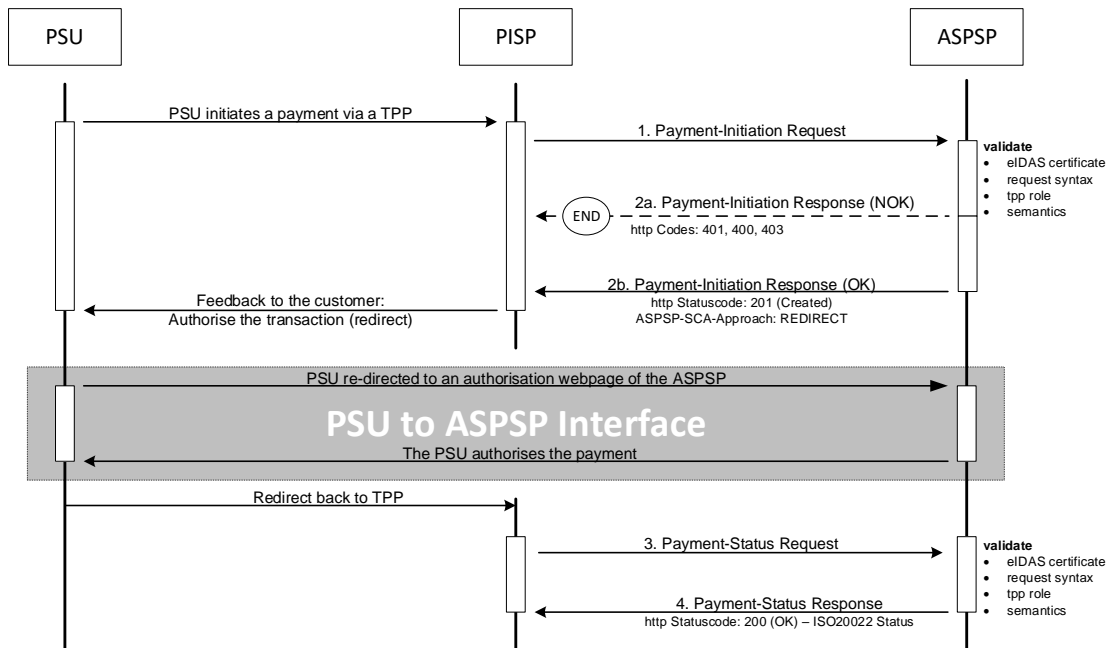 PSU
PISP
ASPSP
PSU initiates a payment via a TPP
1. Payment-Initiation Request
validate
• eIDAS certificate
• request syntax
• tpp role
• semantics
2a. Payment-Initiation Response (NOK)
END
http Codes: 401, 400, 403
2b. Payment-Initiation Response (OK)
http Statuscode: 201 (Created)
ASPSP-SCA-Approach: REDIRECT
Feedback to the customer:
Authorise the transaction (redirect)
PSU re-directed to an authorisation webpage of the ASPSP
PSU to ASPSP Interface
The PSU authorises the payment
Redirect back to TPP
3. Payment-Status Request
validate
• eIDAS certificate
• request syntax
• tpp role
• semantics
4. Payment-Status Response
http Statuscode: 200 (OK) – ISO20022 Status